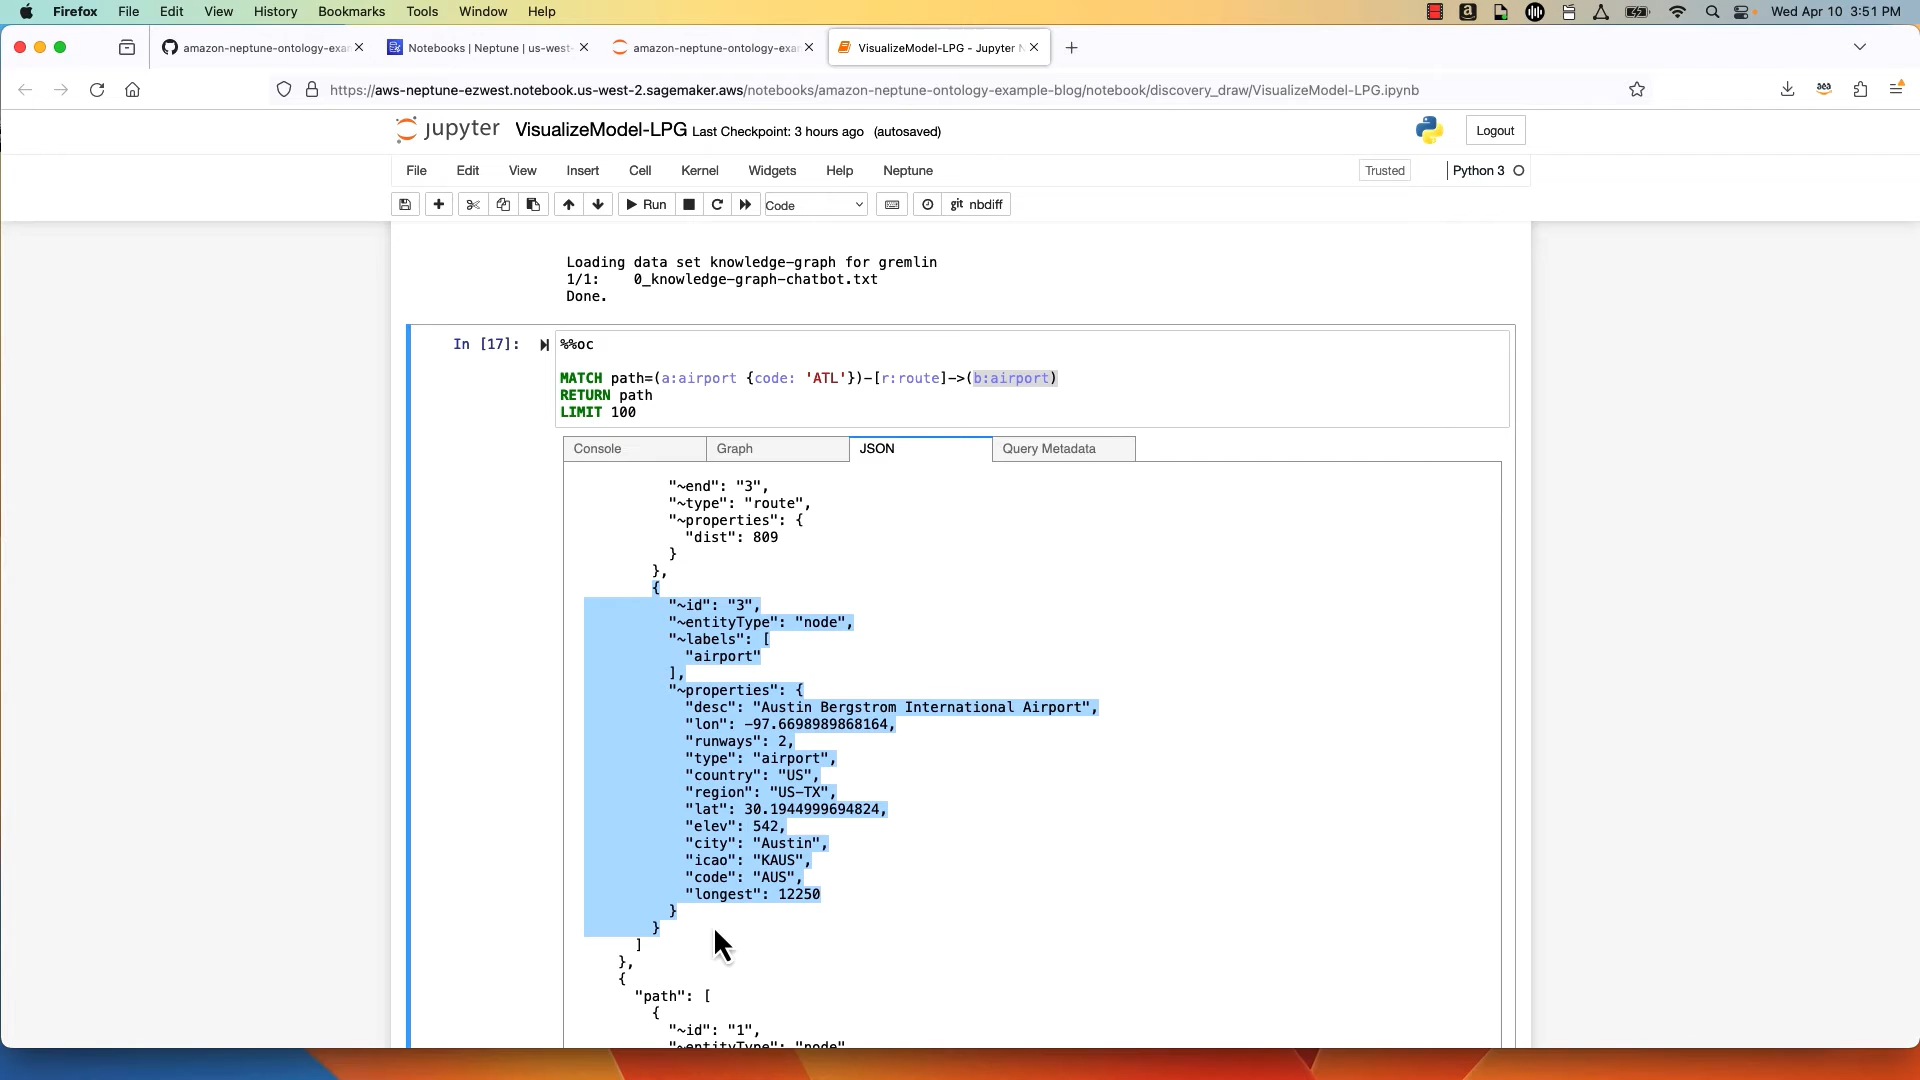 Firefox File Edit View History Bookmarks Tools Window Help Wed Apr 10 3:51 PM
amazon-neptune-ontology-exa Notebooks | Neptune | us-west- amazon-neptune-ontology-exa VisualizeModel-LPG - Jupyter N
https://aws-neptune-ezwest.notebook.us-west-2.sagemaker.aws/notebooks/amazon-neptune-ontology-example-blog/notebook/discovery_draw/VisualizeModel-LPG.ipynb
jupyter VisualizeModel-LPG Last Checkpoint: 3 hours ago (autosaved) Logout
File Edit View Insert Cell Kernel Widgets Help Neptune Trusted Python 3
Run Code git nbdiff
Loading data set knowledge-graph for gremlin
1/1: 0_knowledge-graph-chatbot.txt
Done.
In [17]: %%oc
MATCH path=(a:airport {code: 'ATL'})-[r:route]->(b:airport)
RETURN path
LIMIT 100
Console Graph JSON Query Metadata
"~end": "3",
"~type": "route",
"~properties": {
"dist": 809
}
},
{
"~id": "3",
"~entityType": "node",
"~labels": [
"airport"
],
"~properties": {
"desc": "Austin Bergstrom International Airport",
"lon": -97.6698989868164,
"runways": 2,
"type": "airport",
"country": "US",
"region": "US-TX",
"lat": 30.1944999694824,
"elev": 542,
"city": "Austin",
"icao": "KAUS",
"code": "AUS",
"longest": 12250
}
}
]
},
{
"path": [
{
"~id": "1",
"~entityType": "node"